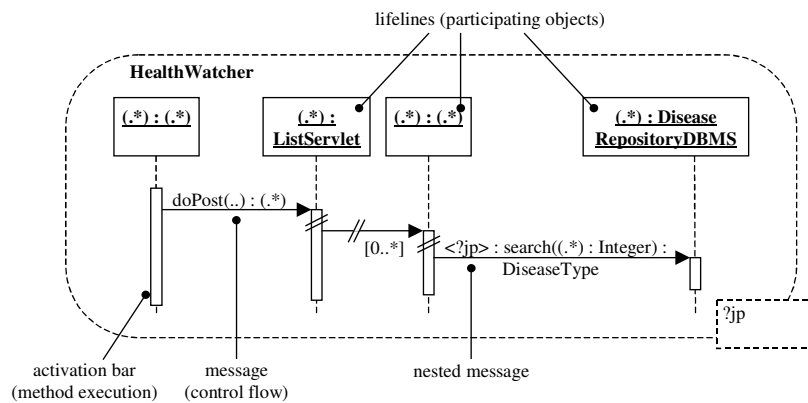 lifelines (participating objects)
HealthWatcher
(.*) : (.*)
(.*) :
ListServlet
(.*) : (.*)
(.*) : Disease
RepositoryDBMS
doPost(..) : (.*)
[0..*]
<?jp> : search((.*) : Integer) :
DiseaseType
?jp
activation bar
(method execution)
message
(control flow)
nested message